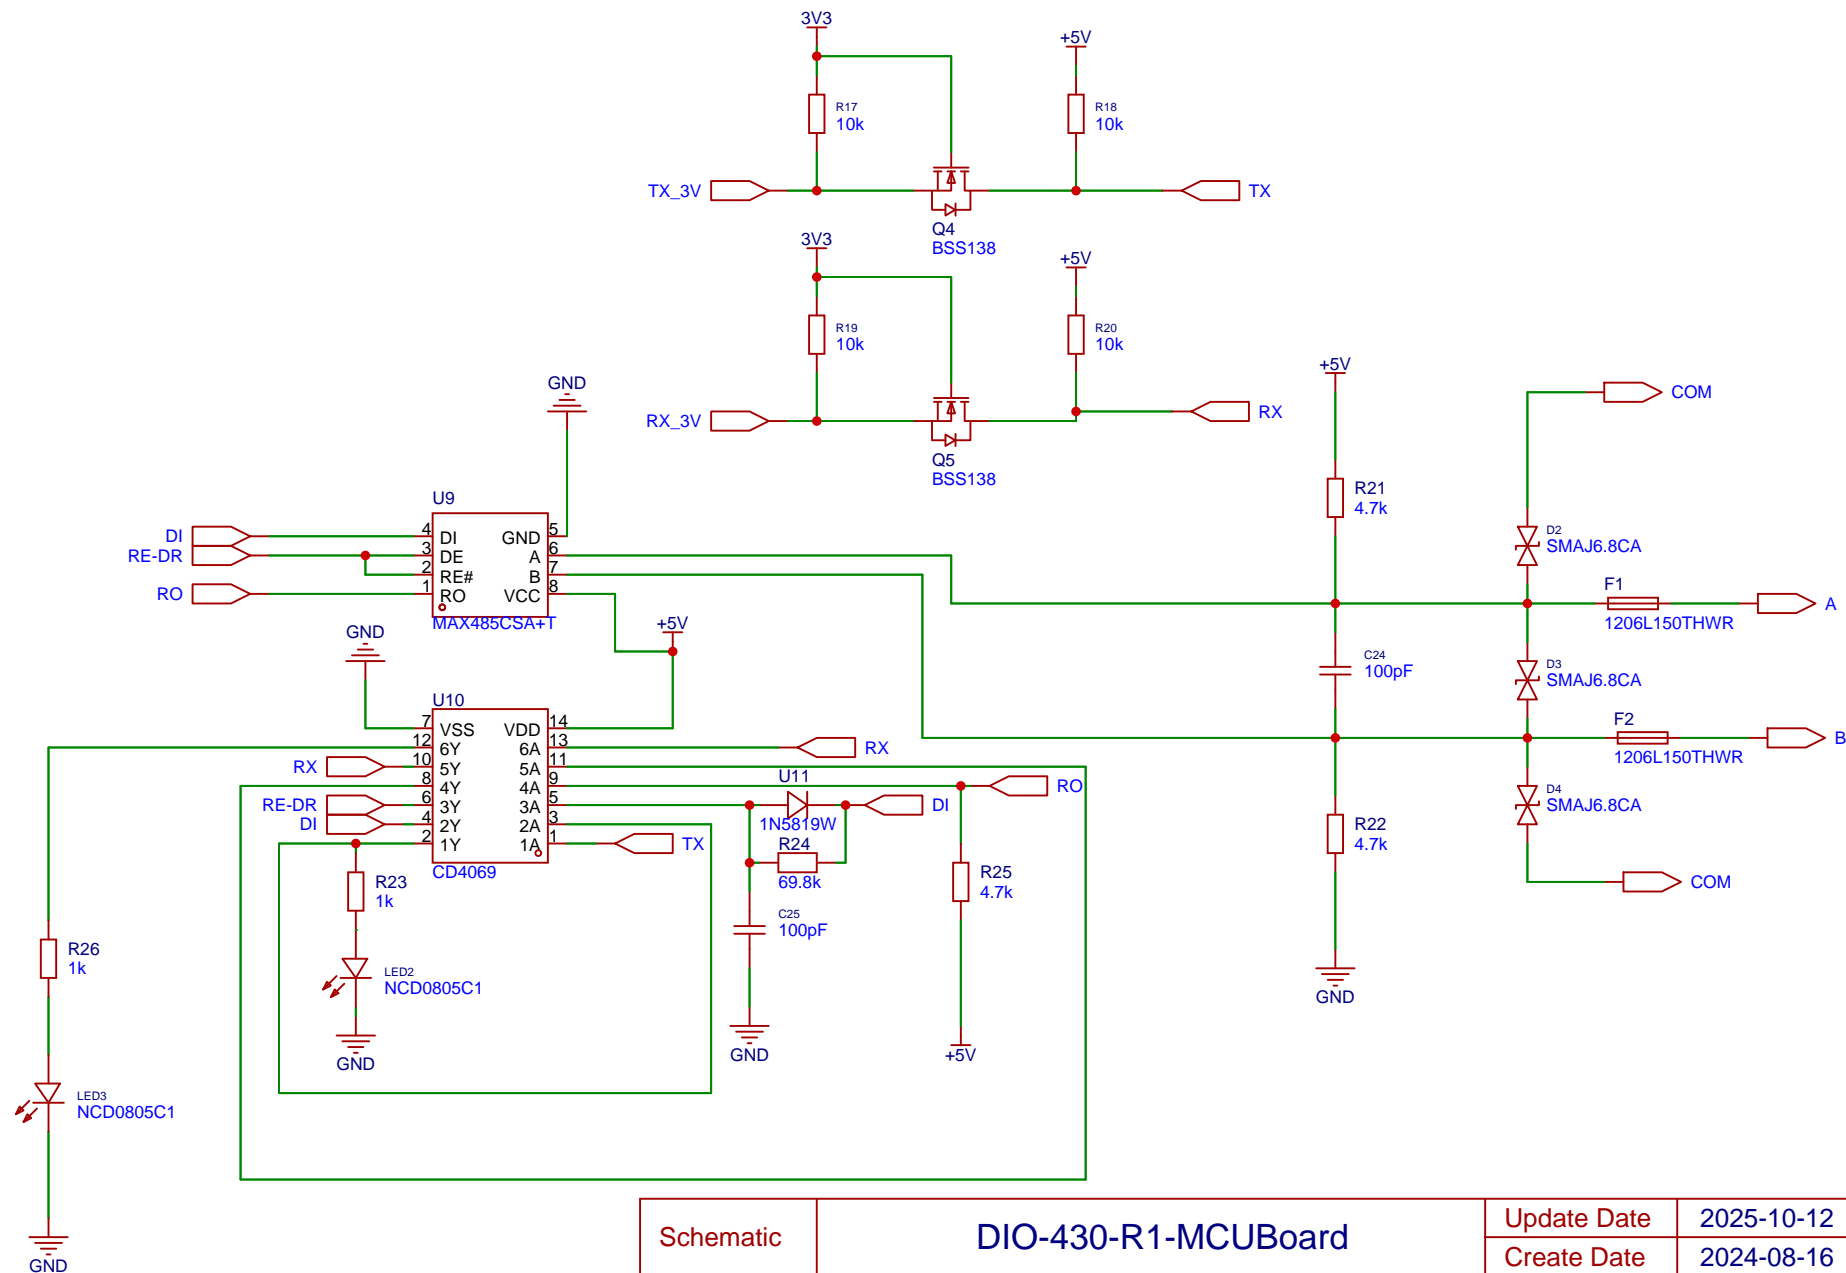 3V3
+5V
R17
10k
R18
10k
TX_3V
TX
Q4
BSS138
3V3
+5V
R19
10k
R20
10k
RX_3V
RX
Q5
BSS138
GND
+5V
COM
R21
4.7k
U9
DI
RE-DR
RO
4
3
2
1
DI
DE
RE#
RO
GND
A
B
VCC
5
6
7
8
MAX485CSA+T
D2
SMAJ6.8CA
F1
1206L150THWR
A
C24
100pF
D3
SMAJ6.8CA
F2
1206L150THWR
B
GND
+5V
U10
7
12
10
8
6
4
2
VSS
6Y
5Y
4Y
3Y
2Y
1Y
VDD
6A
5A
4A
3A
2A
1A
14
13
11
9
5
3
1
CD4069
RX
RE-DR
DI
RX
U11
1N5819W
RO
DI
TX
R24
69.8k
R25
4.7k
C25
100pF
GND
+5V
D4
SMAJ6.8CA
R22
4.7k
COM
GND
R23
1k
LED2
NCD0805C1
GND
R26
1k
LED3
NCD0805C1
GND
Schematic
DIO-430-R1-MCUBoard
Update Date
2025-10-12
Create Date
2024-08-16